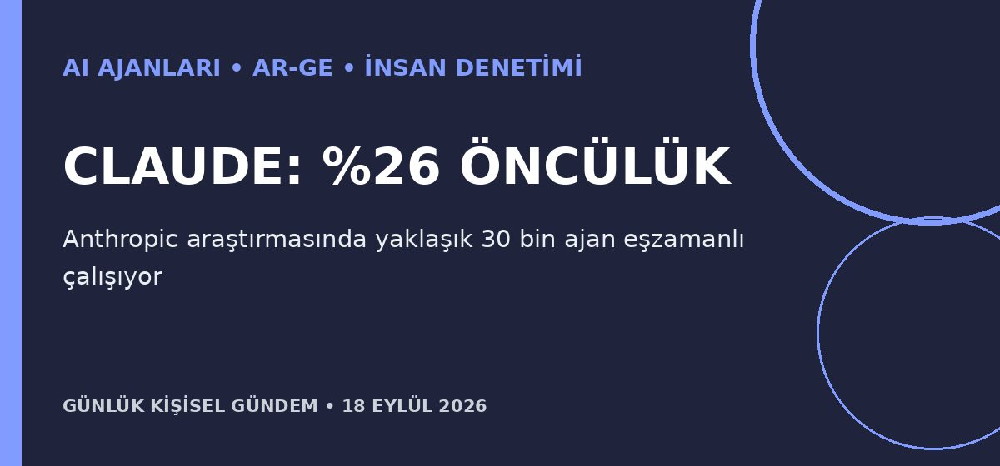 AI AJANLARI • AR-GE • İNSAN DENETİMİ
CLAUDE: %26 ÖNCÜLÜK
Anthropic araştırmasında yaklaşık 30 bin ajan eşzamanlı
çalışıyor
GÜNLÜK KİŞİSEL GÜNDEM • 18 EYLÜL 2026